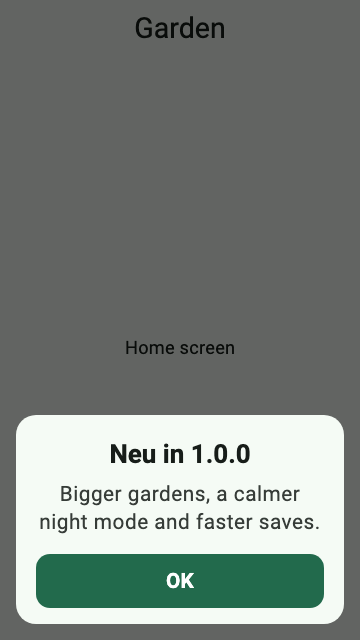 Garden
Home screen
Neu in 1.0.0
Bigger gardens, a calmer
night mode and faster saves.
OK